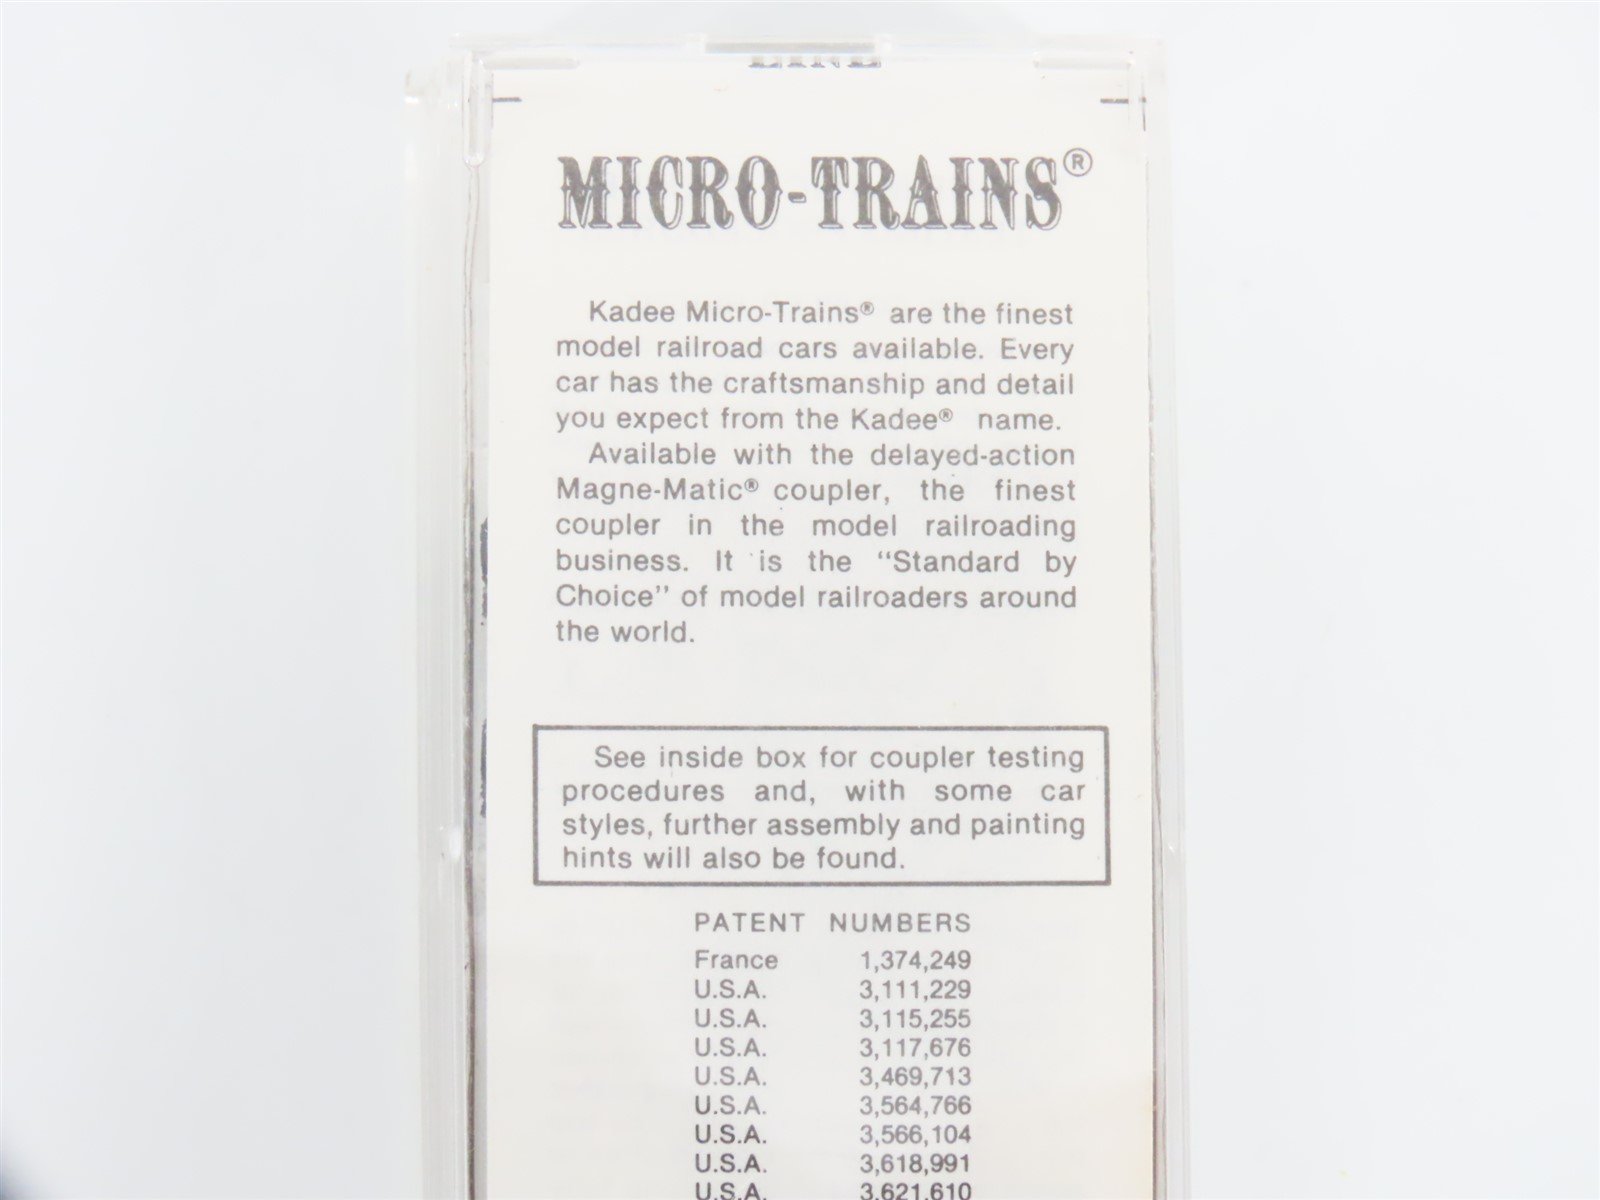 LINE
MICRO-TRAINS®
Kadee Micro-Trains® are the finest
model railroad cars available. Every
car has the craftsmanship and detail
you expect from the Kadee® name.
Available with the delayed-action
Magne-Matic® coupler, the finest
coupler in the model railroading
business. It is the “Standard by
Choice” of model railroaders around
the world.
See inside box for coupler testing
procedures and, with some car
styles, further assembly and painting
hints will also be found.
PATENT NUMBERS
France 1,374,249
U.S.A. 3,111,229
U.S.A. 3,115,255
U.S.A. 3,117,676
U.S.A. 3,469,713
U.S.A. 3,564,766
U.S.A. 3,566,104
U.S.A. 3,618,991
U.S.A. 3,621,610